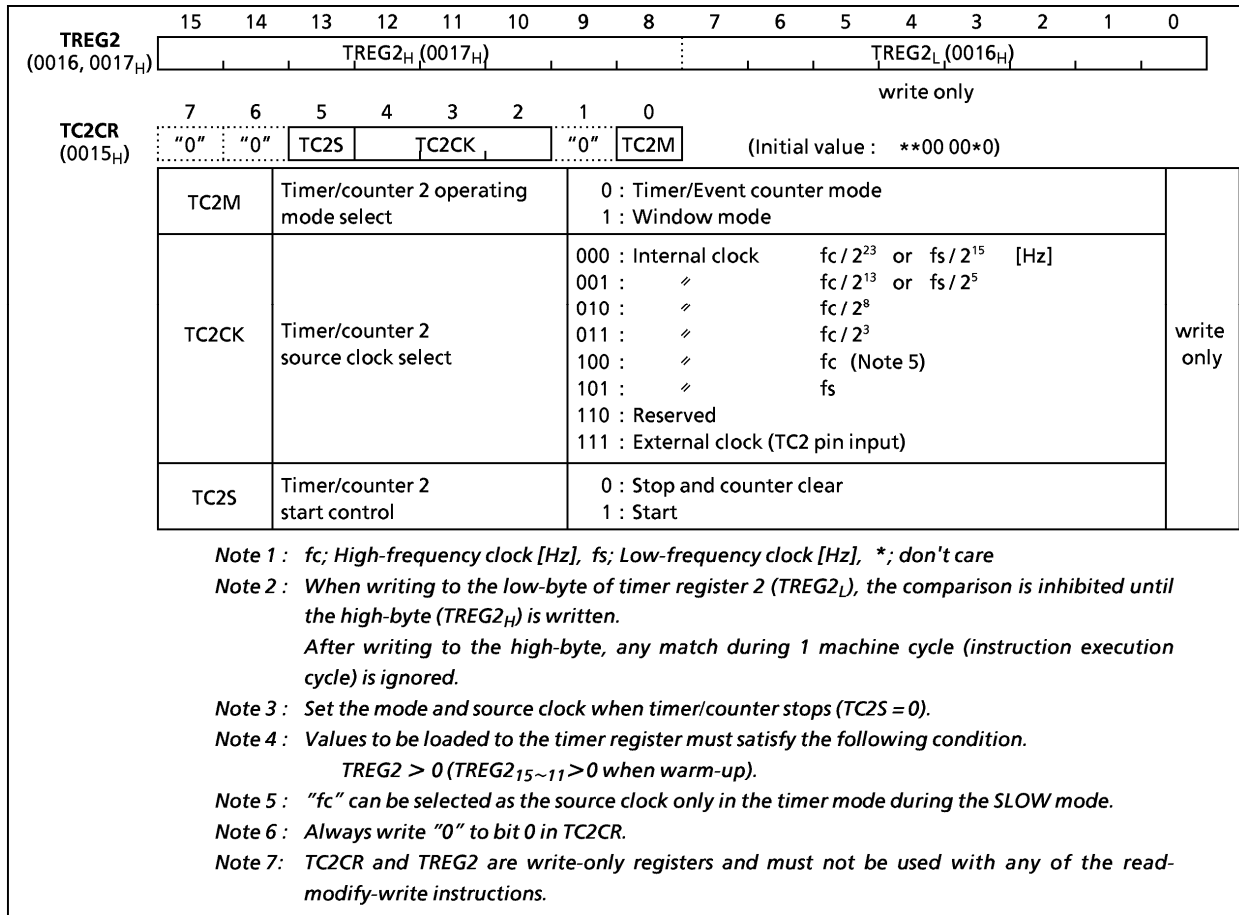 15 14 13 12 11 10 9 8 7 6 5 4 3 2 1 0
TREG2
(0016, 0017H)
TREG2H (0017H) TREG2L (0016H)
write only
7 6 5 4 3 2 1 0
TC2CR
(0015H)
"0" "0" TC2S TC2CK "0" TC2M (Initial value : **00 00*0)
TC2M Timer/counter 2 operating mode select
0 : Timer/Event counter mode
1 : Window mode
TC2CK Timer/counter 2 source clock select
000 : Internal clock fc / 2²³ or fs / 2¹⁵ [Hz]
001 : 〃 fc / 2¹³ or fs / 2⁵
010 : 〃 fc / 2⁸
011 : 〃 fc / 2³
100 : 〃 fc (Note 5)
101 : 〃 fs
110 : Reserved
111 : External clock (TC2 pin input)
write only
TC2S Timer/counter 2 start control
0 : Stop and counter clear
1 : Start
Note 1 : fc; High-frequency clock [Hz], fs; Low-frequency clock [Hz], *; don't care
Note 2 : When writing to the low-byte of timer register 2 (TREG2L), the comparison is inhibited until
the high-byte (TREG2H) is written.
After writing to the high-byte, any match during 1 machine cycle (instruction execution
cycle) is ignored.
Note 3 : Set the mode and source clock when timer/counter stops (TC2S = 0).
Note 4 : Values to be loaded to the timer register must satisfy the following condition.
TREG2 > 0 (TREG2₁₅~₁₁ > 0 when warm-up).
Note 5 : "fc" can be selected as the source clock only in the timer mode during the SLOW mode.
Note 6 : Always write "0" to bit 0 in TC2CR.
Note 7: TC2CR and TREG2 are write-only registers and must not be used with any of the read-
modify-write instructions.